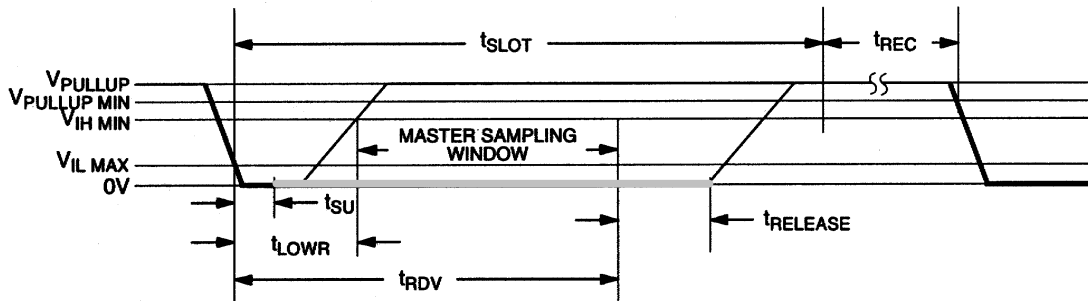 tSLOT
tREC
VPULLUP
VPULLUP MIN
VIH MIN
MASTER SAMPLING
WINDOW
VIL MAX
0V
tSU
tRELEASE
tLOWR
tRDV